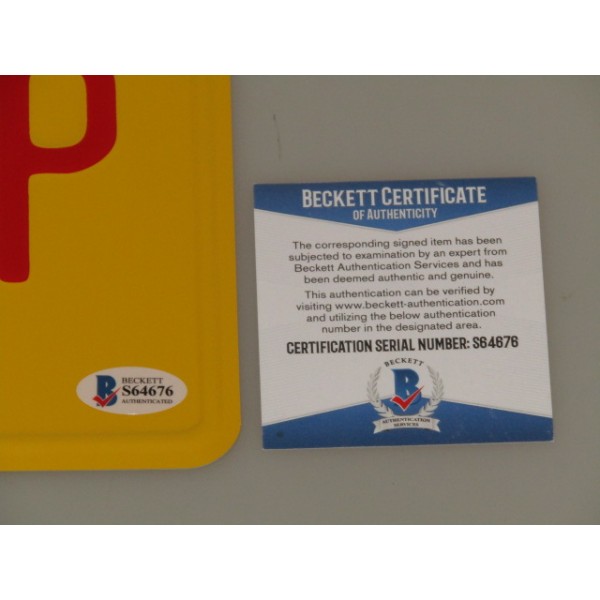 P
BECKETT
S64676
AUTHENTICATED
BECKETT CERTIFICATE
OF AUTHENTICITY
The corresponding signed item has been
subjected to examination by an expert from
Beckett Authentication Services and has
been deemed authentic and genuine.
This authentication can be verified by
visiting www.beckett-authentication.com
and utilizing the below authentication
number in the designated area.
CERTIFICATION SERIAL NUMBER: S64676
BECKETT
B
AUTHENTICATION
SERVICES